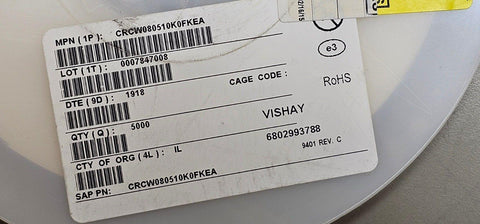 MPN (1P): CRCW080510K0FKEA
LOT (1T): 0007847008
DTE (9D): 1918
CAGE CODE:
e3
RoHS
QTY (Q): 5000
VISHAY
6802993788
CTY OF ORG (4L): IL
9401 REV. C
SAP PN: CRCW080510K0FKEA